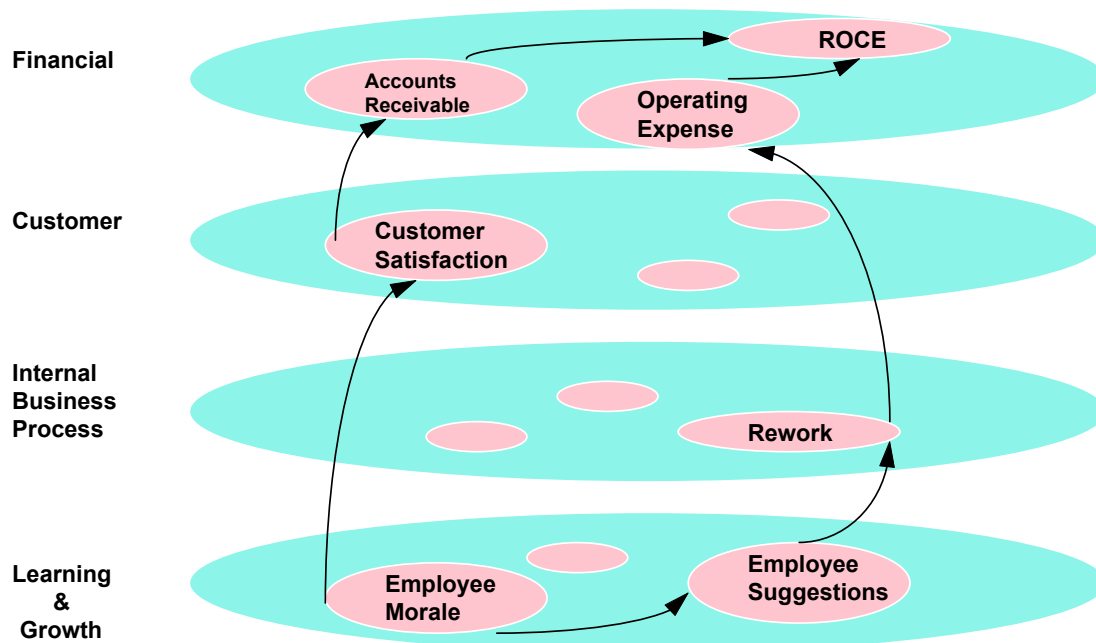 Financial
ROCE
Accounts
Receivable
Operating
Expense
Customer
Customer
Satisfaction
Internal
Business
Process
Rework
Learning
&
Growth
Employee
Morale
Employee
Suggestions